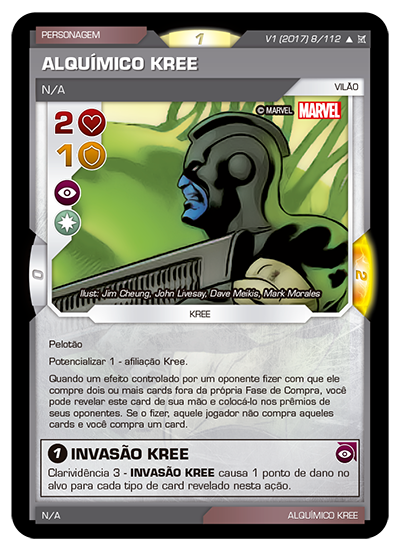 PERSONAGEM
1
V1 (2017) 8/112
ALQUÍMICO KREE
N/A
VILÃO
2
© MARVEL
MARVEL
1
0
2
Ilust: Jim Cheung, John Livesay, Dave Meikis, Mark Morales
KREE
Pelotão
Potencializar 1 - afiliação Kree.
Quando um efeito controlado por um oponente fizer com que ele
compre dois ou mais cards fora da própria Fase de Compra, você
pode revelar este card de sua mão e colocá-lo nos prêmios de
seus oponentes. Se o fizer, aquele jogador não compra aqueles
cards e você compra um card.
1 INVASÃO KREE
Clarividência 3 - INVASÃO KREE causa 1 ponto de dano no
alvo para cada tipo de card revelado nesta ação.
N/A
ALQUÍMICO KREE